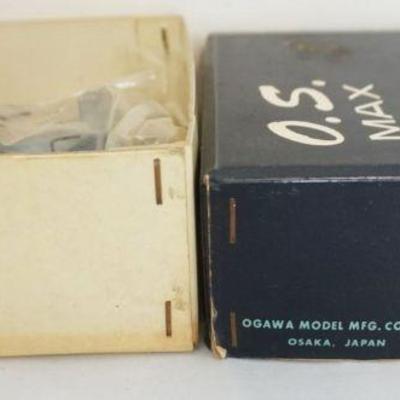 O.S.
MAX
OGAWA MODEL MFG. CO
OSAKA, JAPAN